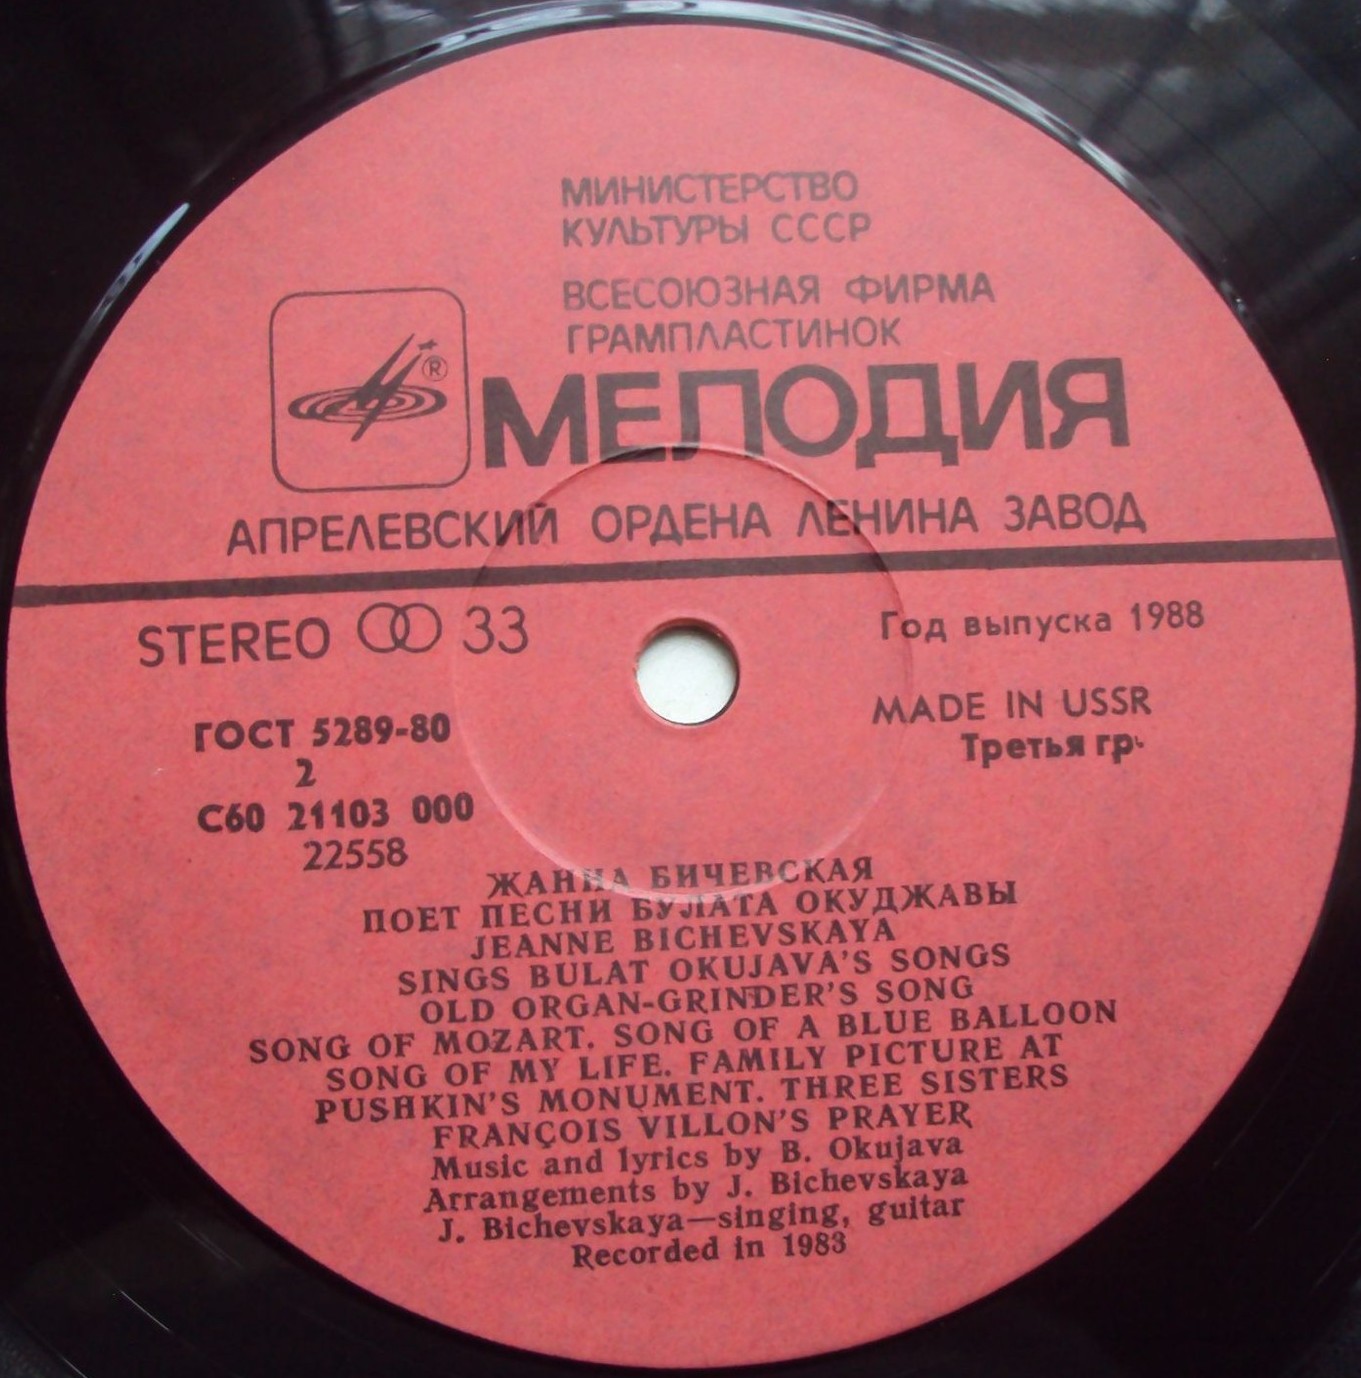 МИНИСТЕРСТВО
КУЛЬТУРЫ СССР
ВСЕСОЮЗНАЯ ФИРМА
ГРАМПЛАСТИНОК
®
МЕЛОДИЯ
АПРЕЛЕВСКИЙ ОРДЕНА ЛЕНИНА ЗАВОД
STEREO 33
Год выпуска 1988
MADE IN USSR
Третья гр.
ГОСТ 5289-80
2
С60 21103 000
22558
ЖАННА БИЧЕВСКАЯ
ПОЕТ ПЕСНИ БУЛАТА ОКУДЖАВЫ
JEANNE BICHEVSKAYA
SINGS BULAT OKUJAVA'S SONGS
OLD ORGAN-GRINDER'S SONG
SONG OF MOZART. SONG OF A BLUE BALLOON
SONG OF MY LIFE. FAMILY PICTURE AT
PUSHKIN'S MONUMENT. THREE SISTERS
FRANÇOIS VILLON'S PRAYER
Music and lyrics by B. Okujava
Arrangements by J. Bichevskaya
J. Bichevskaya—singing, guitar
Recorded in 1983